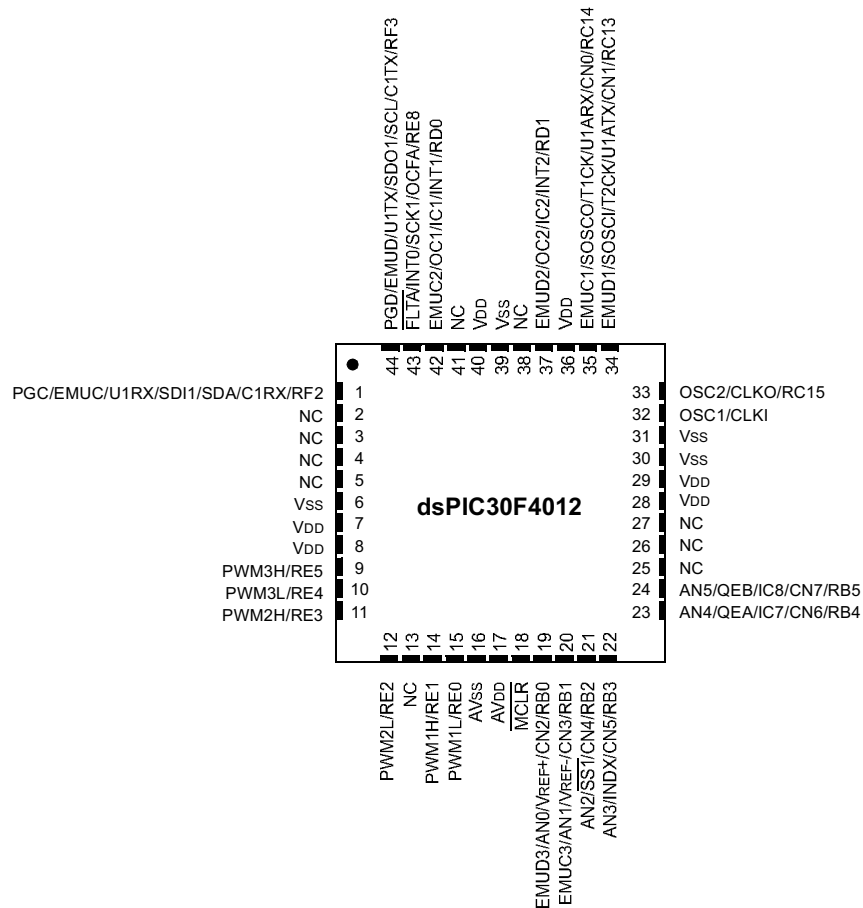 PGD/EMUD/U1TX/SDO1/SCL/C1TX/RF3
FLTA/INT0/SCK1/OCFA/RE8
EMUC2/OC1/IC1/INT1/RD0
NC
VDD
VSS
NC
EMUD2/OC2/IC2/INT2/RD1
VDD
EMUC1/SOSCO/T1CK/U1ARX/CN0/RC14
EMUD1/SOSCI/T2CK/U1ATX/CN1/RC13
44 43 42 41 40 39 38 37 36 35 34
PGC/EMUC/U1RX/SDI1/SDA/C1RX/RF2 1
NC 2
NC 3
NC 4
NC 5
VSS 6
VDD 7
VDD 8
PWM3H/RE5 9
PWM3L/RE4 10
PWM2H/RE3 11
dsPIC30F4012
33 OSC2/CLKO/RC15
32 OSC1/CLKI
31 VSS
30 VSS
29 VDD
28 VDD
27 NC
26 NC
25 NC
24 AN5/QEB/IC8/CN7/RB5
23 AN4/QEA/IC7/CN6/RB4
12 13 14 15 16 17 18 19 20 21 22
PWM2L/RE2
NC
PWM1H/RE1
PWM1L/RE0
AVSS
AVDD
MCLR
EMUD3/AN0/VREF+/CN2/RB0
EMUC3/AN1/VREF-/CN3/RB1
AN2/SS1/CN4/RB2
AN3/INDX/CN5/RB3